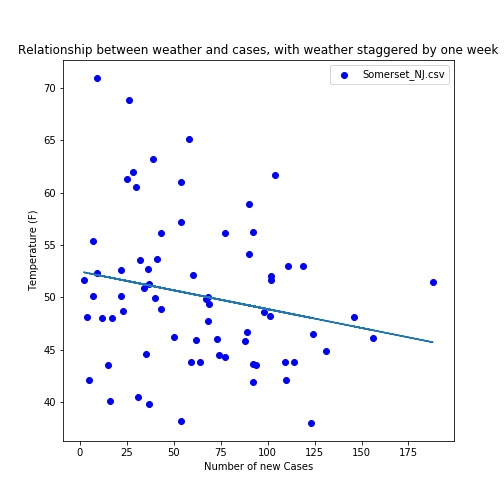 Relationship between weather and cases, with weather staggered by one week
Somerset_NJ.csv
70
65
60
55
50
45
40
Temperature (F)
0 25 50 75 100 125 150 175
Number of new Cases